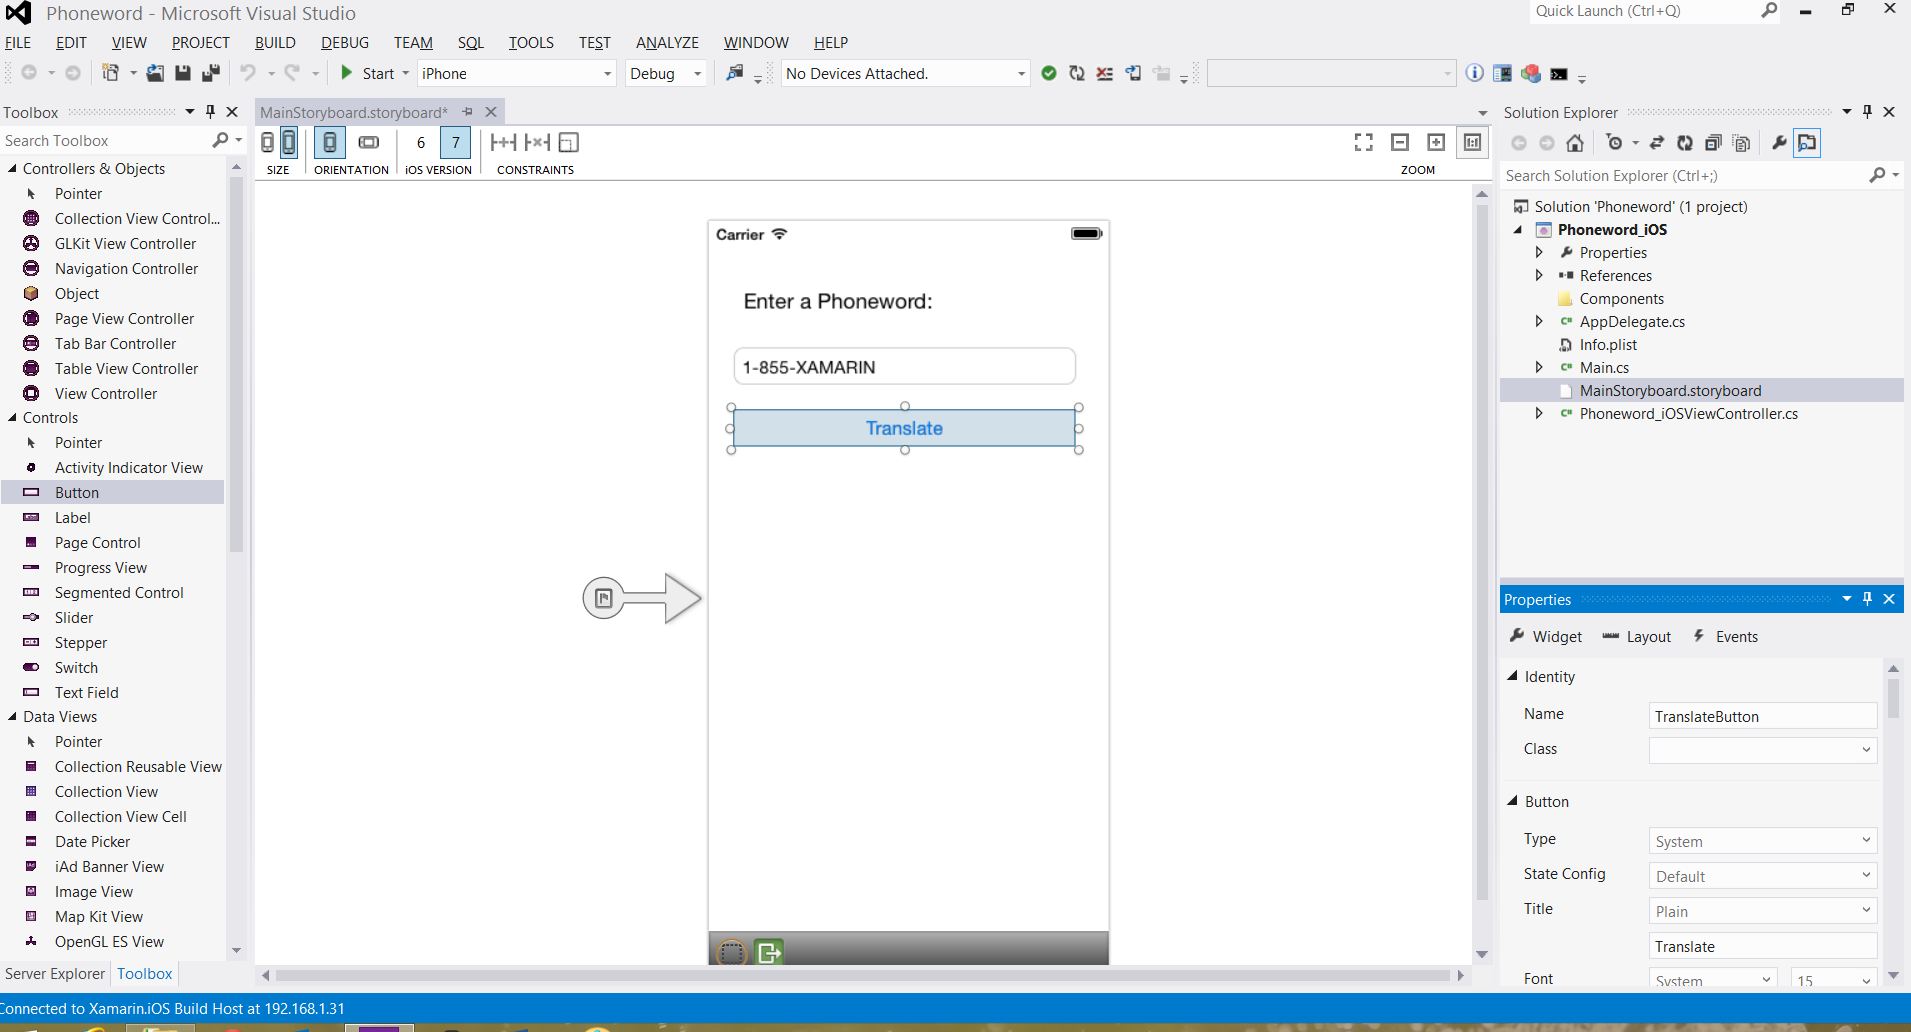 Phoneword - Microsoft Visual Studio
Quick Launch (Ctrl+Q)
FILE EDIT VIEW PROJECT BUILD DEBUG TEAM SQL TOOLS TEST ANALYZE WINDOW HELP
Start iPhone Debug No Devices Attached.
Toolbox
Search Toolbox
Controllers & Objects
Pointer
Collection View Control...
GLKit View Controller
Navigation Controller
Object
Page View Controller
Tab Bar Controller
Table View Controller
View Controller
Controls
Pointer
Activity Indicator View
Button
Label
Page Control
Progress View
Segmented Control
Slider
Stepper
Switch
Text Field
Data Views
Pointer
Collection Reusable View
Collection View
Collection View Cell
Date Picker
iAd Banner View
Image View
Map Kit View
OpenGL ES View
Server Explorer Toolbox
MainStoryboard.storyboard*
6 7
SIZE ORIENTATION iOS VERSION CONSTRAINTS ZOOM
Carrier
Enter a Phoneword:
1-855-XAMARIN
Translate
Solution Explorer
Search Solution Explorer (Ctrl+;)
Solution 'Phoneword' (1 project)
Phoneword_iOS
Properties
References
Components
AppDelegate.cs
Info.plist
Main.cs
MainStoryboard.storyboard
Phoneword_iOSViewController.cs
Properties
Widget Layout Events
Identity
Name TranslateButton
Class
Button
Type System
State Config Default
Title Plain
Translate
Font System 15
Connected to Xamarin.iOS Build Host at 192.168.1.31